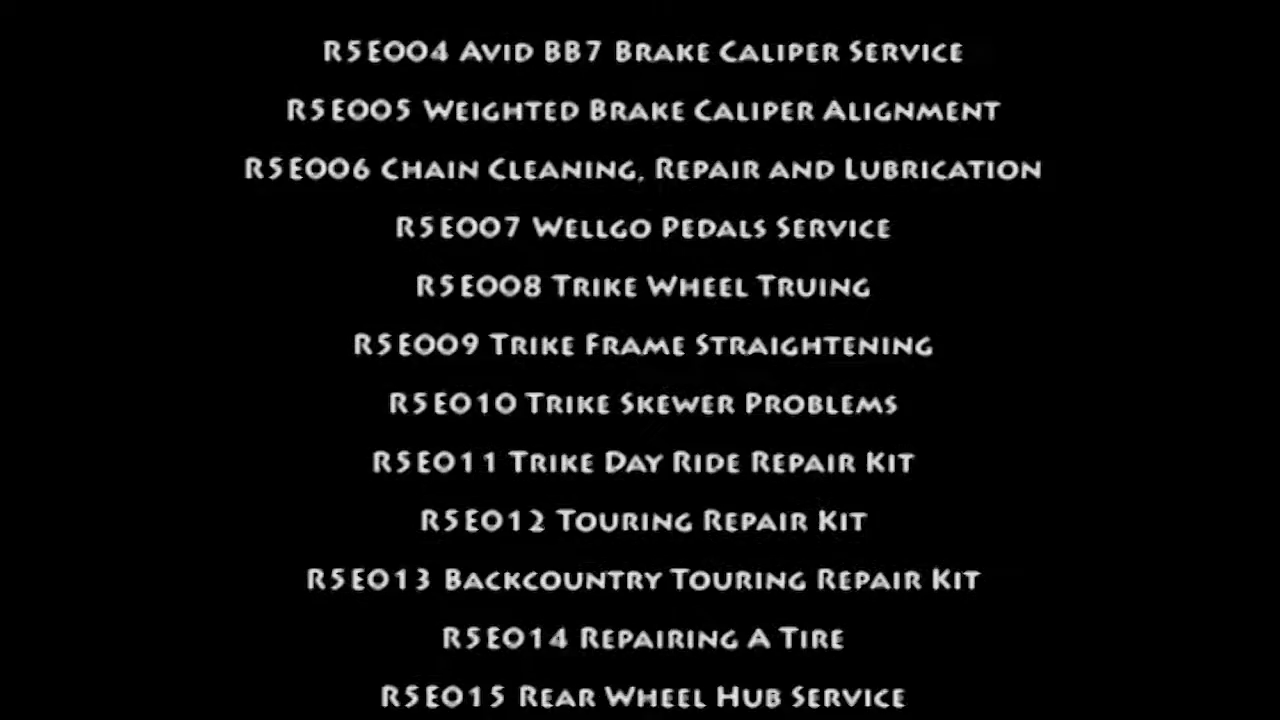 R5E004 Avid BB7 Brake Caliper Service
R5E005 Weighted Brake Caliper Alignment
R5E006 Chain Cleaning, Repair and Lubrication
R5E007 Wellgo Pedals Service
R5E008 Trike Wheel Truing
R5E009 Trike Frame Straightening
R5E010 Trike Skewer Problems
R5E011 Trike Day Ride Repair Kit
R5E012 Touring Repair Kit
R5E013 Backcountry Touring Repair Kit
R5E014 Repairing A Tire
R5E015 Rear Wheel Hub Service